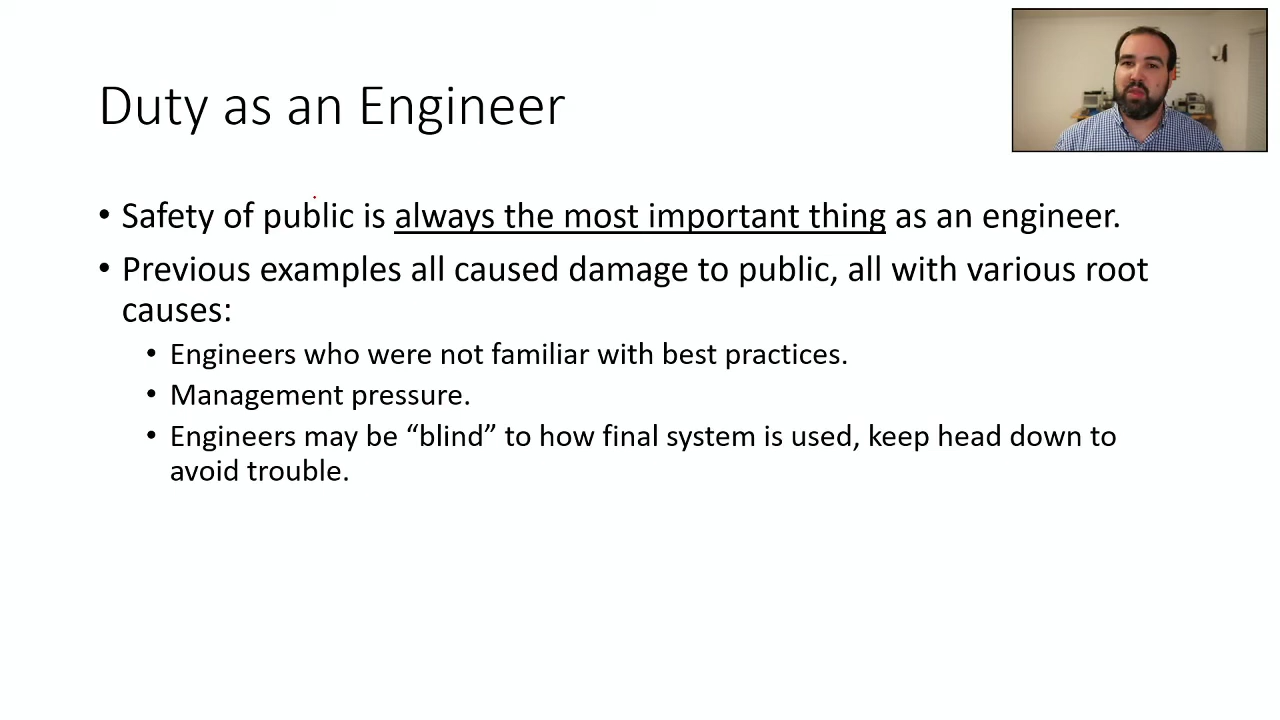 Duty as an Engineer
• Safety of public is always the most important thing as an engineer.
• Previous examples all caused damage to public, all with various root
causes:
• Engineers who were not familiar with best practices.
• Management pressure.
• Engineers may be “blind” to how final system is used, keep head down to
avoid trouble.